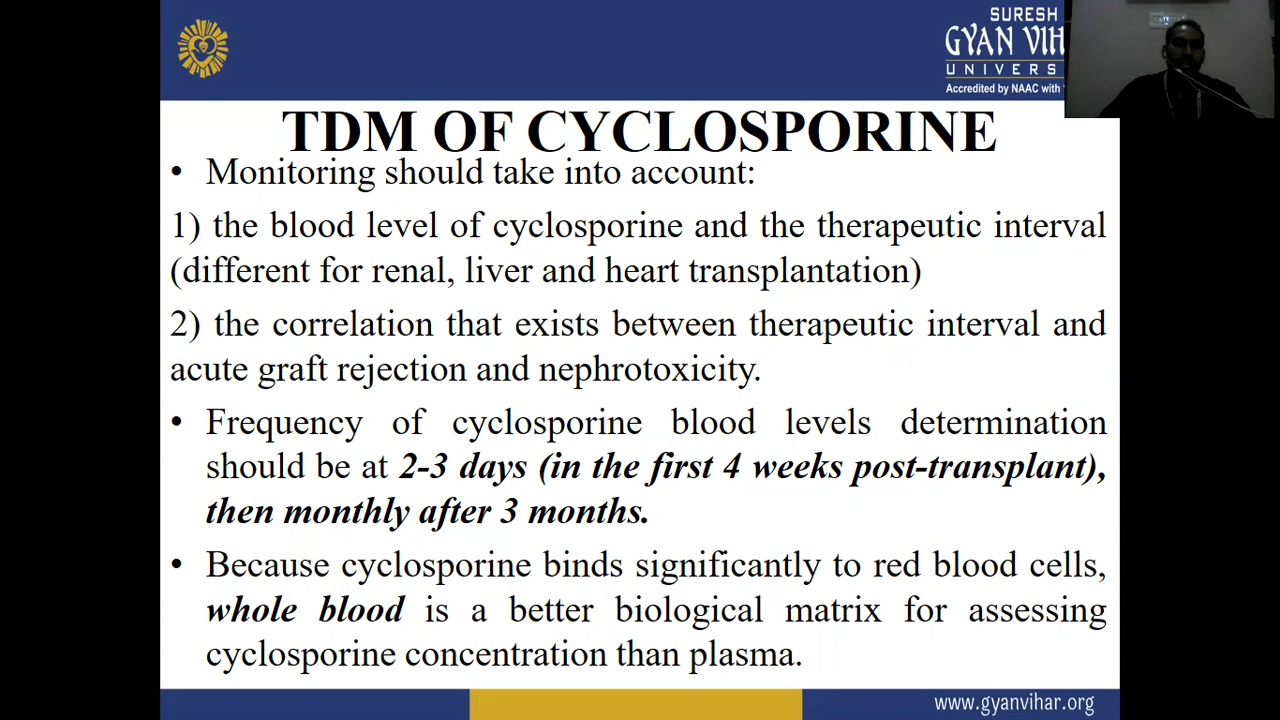 SURESH
GYAN VIH
UNIVERS
Accredited by NAAC with
TDM OF CYCLOSPORINE
• Monitoring should take into account:
1) the blood level of cyclosporine and the therapeutic interval
(different for renal, liver and heart transplantation)
2) the correlation that exists between therapeutic interval and
acute graft rejection and nephrotoxicity.
• Frequency of cyclosporine blood levels determination
should be at 2-3 days (in the first 4 weeks post-transplant),
then monthly after 3 months.
• Because cyclosporine binds significantly to red blood cells,
whole blood is a better biological matrix for assessing
cyclosporine concentration than plasma.
www.gyanvihar.org